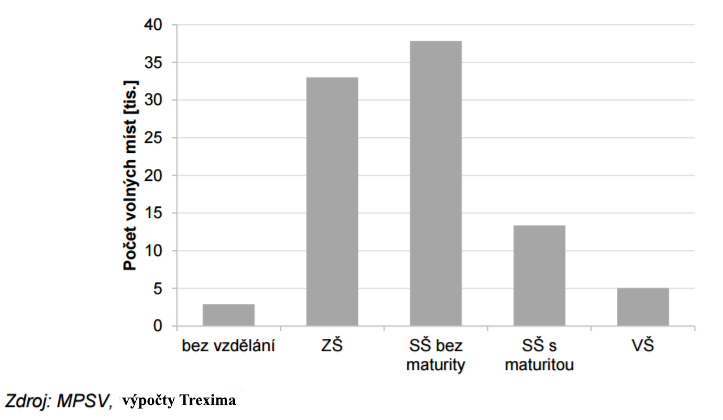 Počet volných míst [tis.]
40
35
30
25
20
15
10
5
0
bez vzdělání
ZŠ
SŠ bez
maturity
SŠ s
maturitou
VŠ
Zdroj: MPSV, výpočty Trexima